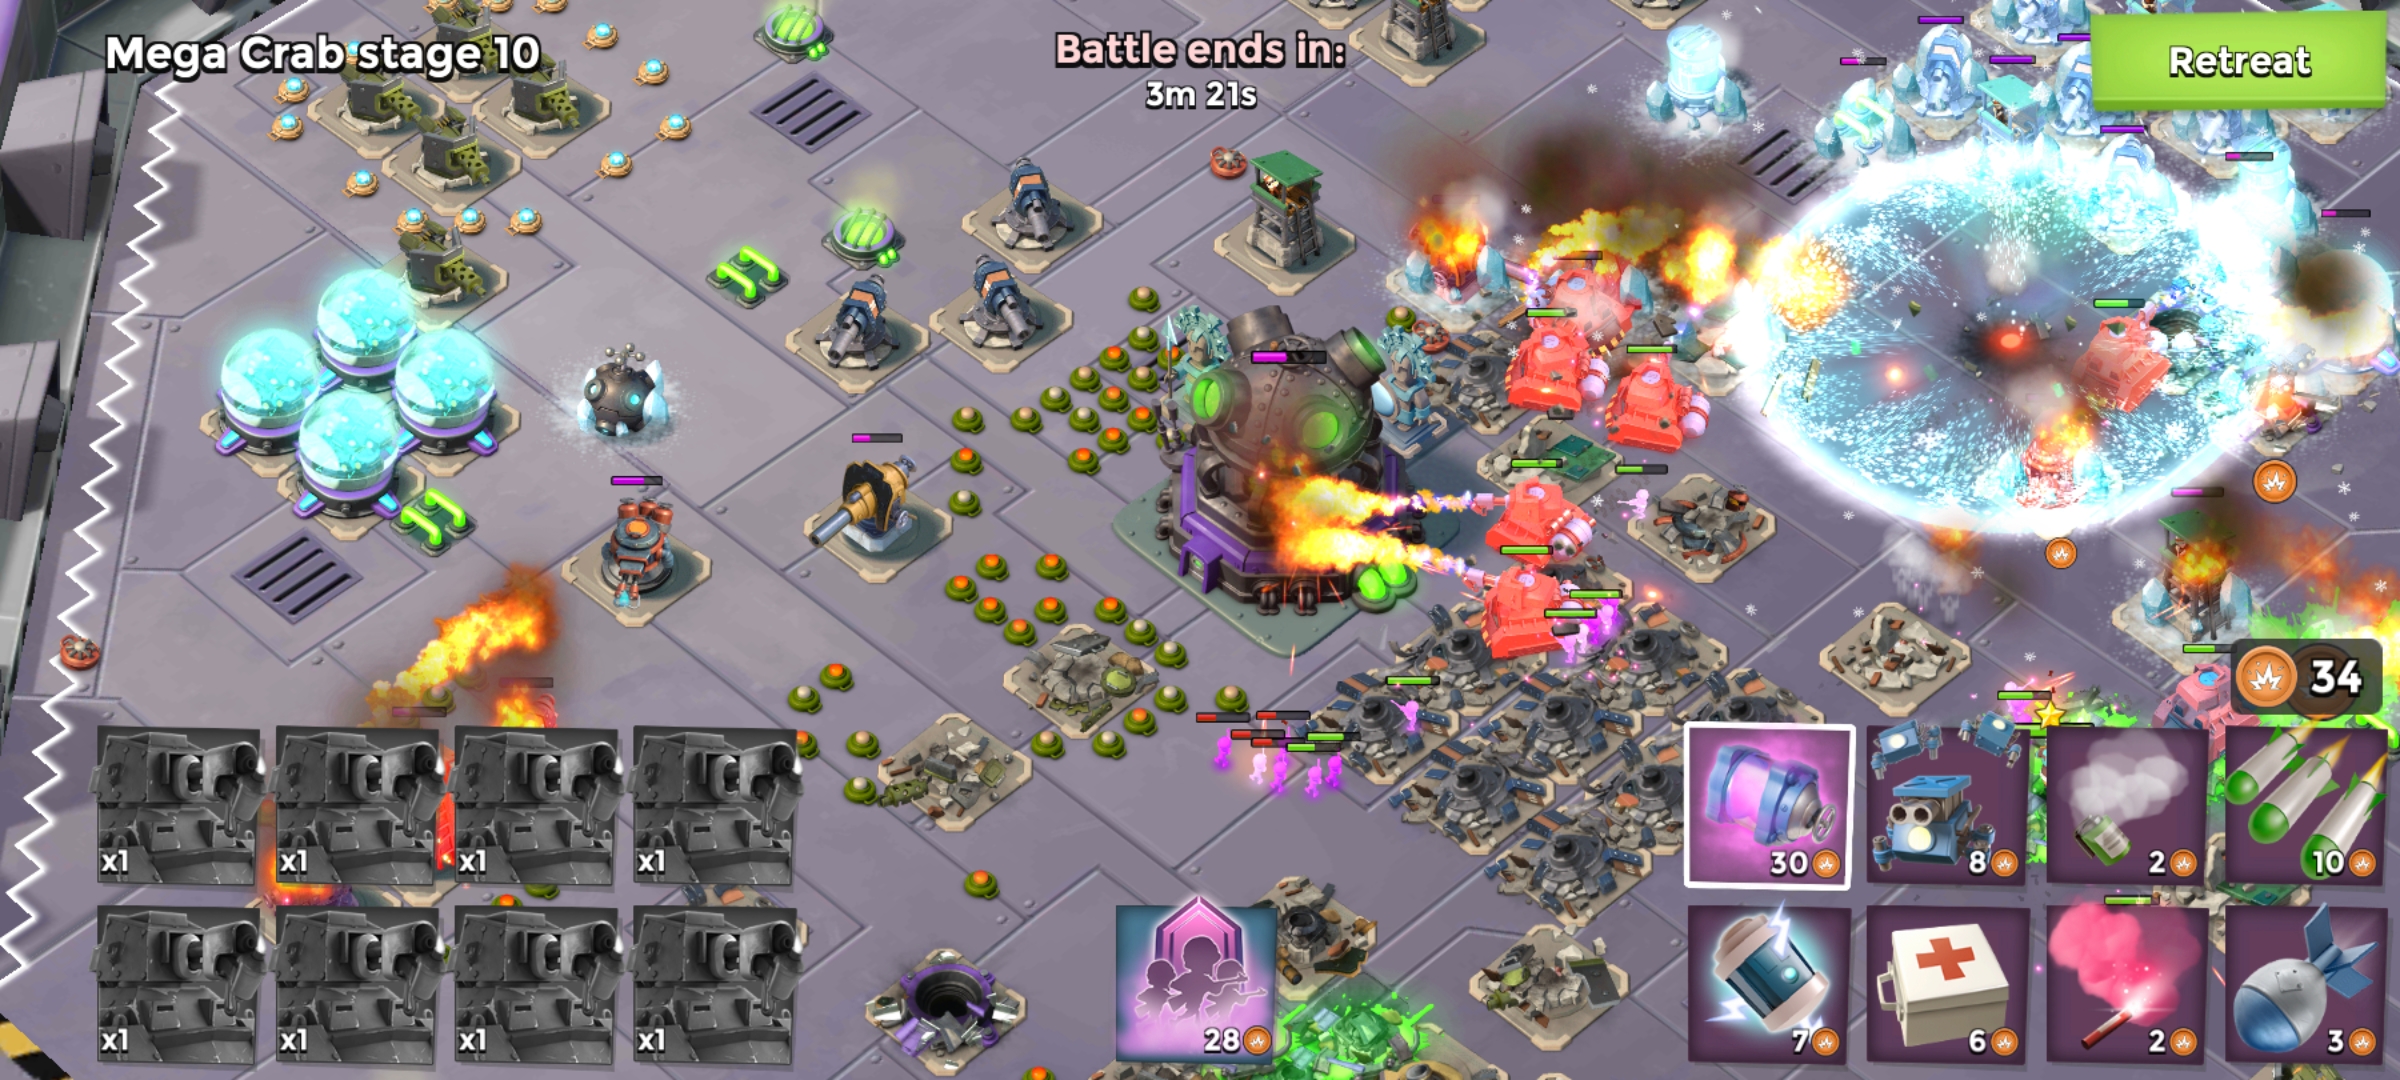 Mega Crab stage 10
Battle ends in:
3m 21s
Retreat
34
x1
x1
x1
x1
30
8
2
10
x1
x1
x1
x1
28
7
6
2
3